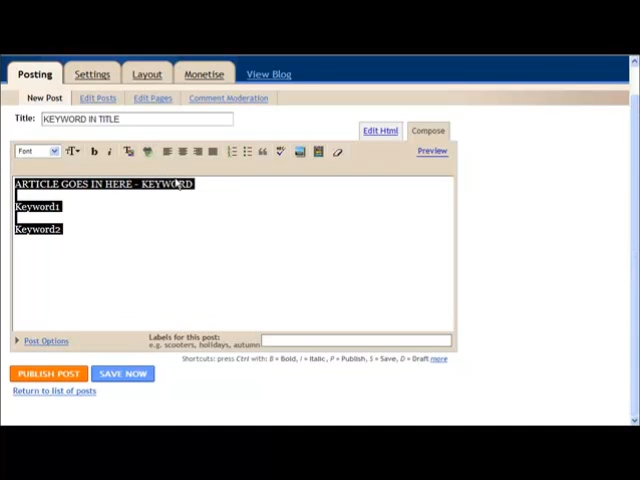 Posting Settings Layout Monetise View Blog
New Post Edit Posts Edit Pages Comment Moderation
Title: KEYWORD IN TITLE
Edit Html Compose
Font T b i Preview
ARTICLE GOES IN HERE - KEYWORD
Keyword1
Keyword2
Post Options Labels for this post:
e.g. scooters, holidays, autumn
Shortcuts: press Ctrl with: B = Bold, I = Italic, P = Publish, S = Save, D = Draft more
PUBLISH POST SAVE NOW
Return to list of posts